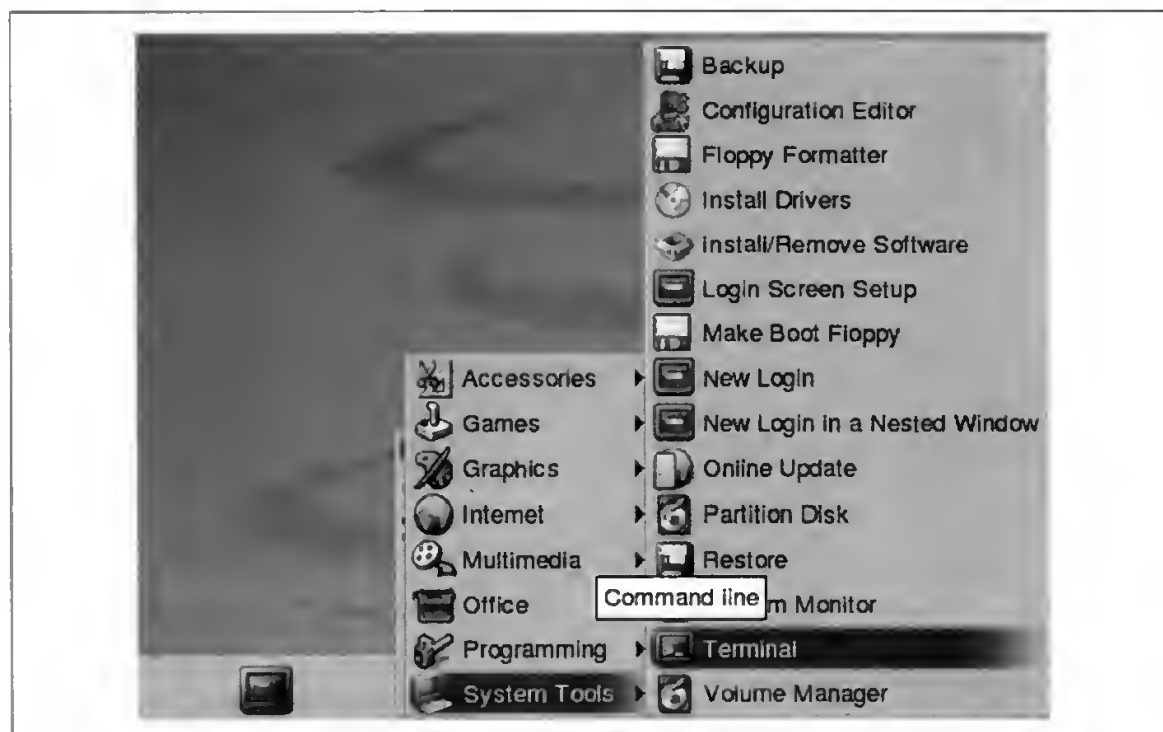 Backup
Configuration Editor
Floppy Formatter
Install Drivers
Install/Remove Software
Login Screen Setup
Make Boot Floppy
New Login
New Login in a Nested Window
Online Update
Partition Disk
Restore
m Monitor
Terminal
Volume Manager
Accessories
Games
Graphics
Internet
Multimedia
Office
Programming
System Tools
Command line